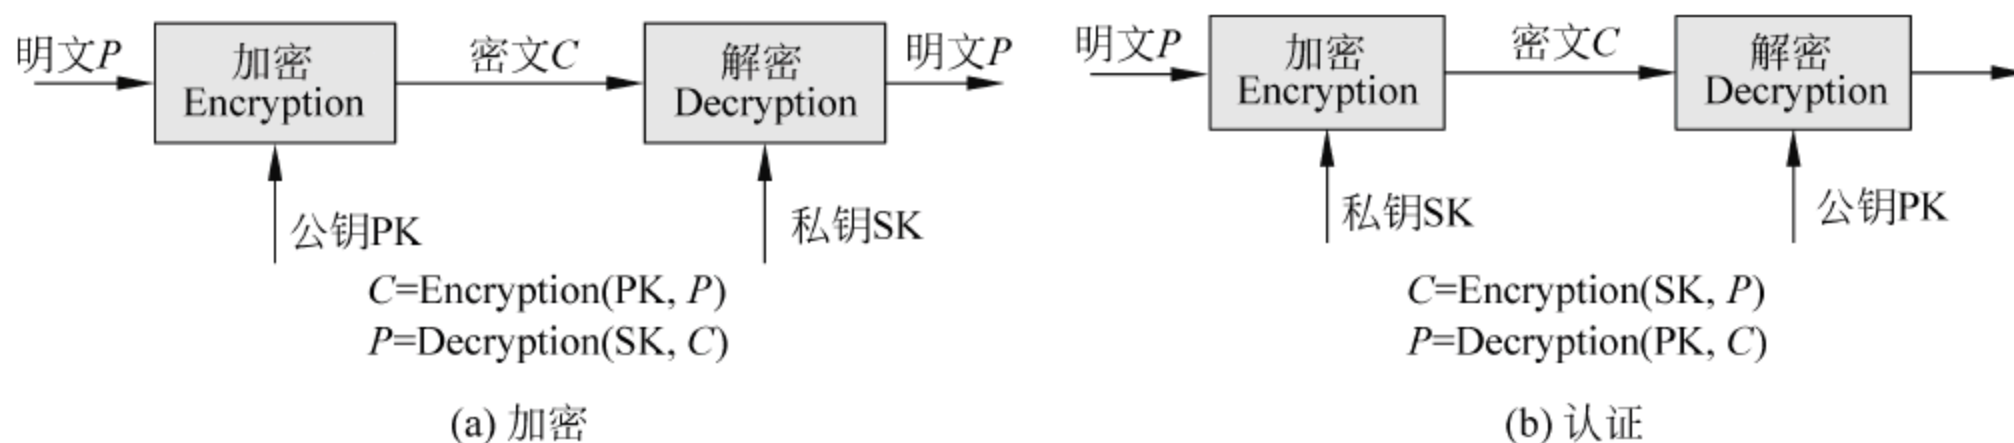 明文P
加密
Encryption
密文C
解密
Decryption
明文P
公钥PK
私钥SK
C=Encryption(PK, P)
P=Decryption(SK, C)
(a) 加密
明文P
加密
Encryption
密文C
解密
Decryption
私钥SK
公钥PK
C=Encryption(SK, P)
P=Decryption(PK, C)
(b) 认证